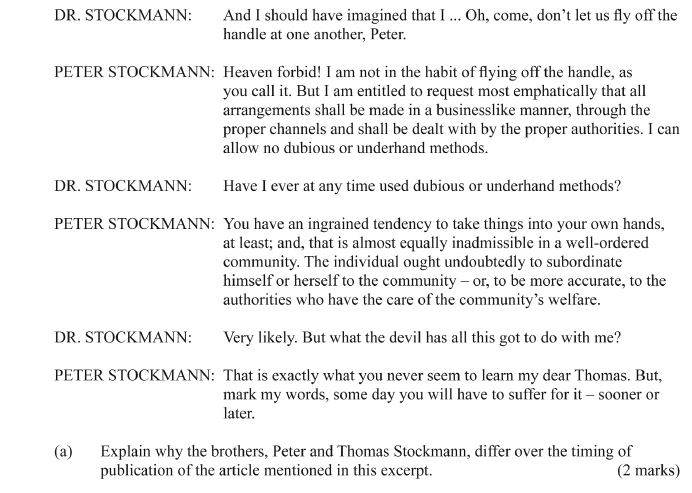 DR. STOCKMANN: And I should have imagined that I ... Oh, come, don’t let us fly off the
handle at one another, Peter.
PETER STOCKMANN: Heaven forbid! I am not in the habit of flying off the handle, as
you call it. But I am entitled to request most emphatically that all
arrangements shall be made in a businesslike manner, through the
proper channels and shall be dealt with by the proper authorities. I can
allow no dubious or underhand methods.
DR. STOCKMANN: Have I ever at any time used dubious or underhand methods?
PETER STOCKMANN: You have an ingrained tendency to take things into your own hands,
at least; and, that is almost equally inadmissible in a well-ordered
community. The individual ought undoubtedly to subordinate
himself or herself to the community – or, to be more accurate, to the
authorities who have the care of the community’s welfare.
DR. STOCKMANN: Very likely. But what the devil has all this got to do with me?
PETER STOCKMANN: That is exactly what you never seem to learn my dear Thomas. But,
mark my words, some day you will have to suffer for it – sooner or
later.
(a) Explain why the brothers, Peter and Thomas Stockmann, differ over the timing of
publication of the article mentioned in this excerpt. (2 marks)